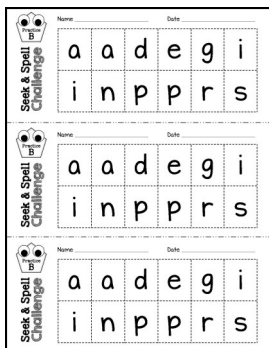 Practice
B
Seek & Spell
Challenge
Name Date
a a d e g i
i n p p r s
Practice
B
Seek & Spell
Challenge
Name Date
a a d e g i
i n p p r s
Practice
B
Seek & Spell
Challenge
Name Date
a a d e g i
i n p p r s